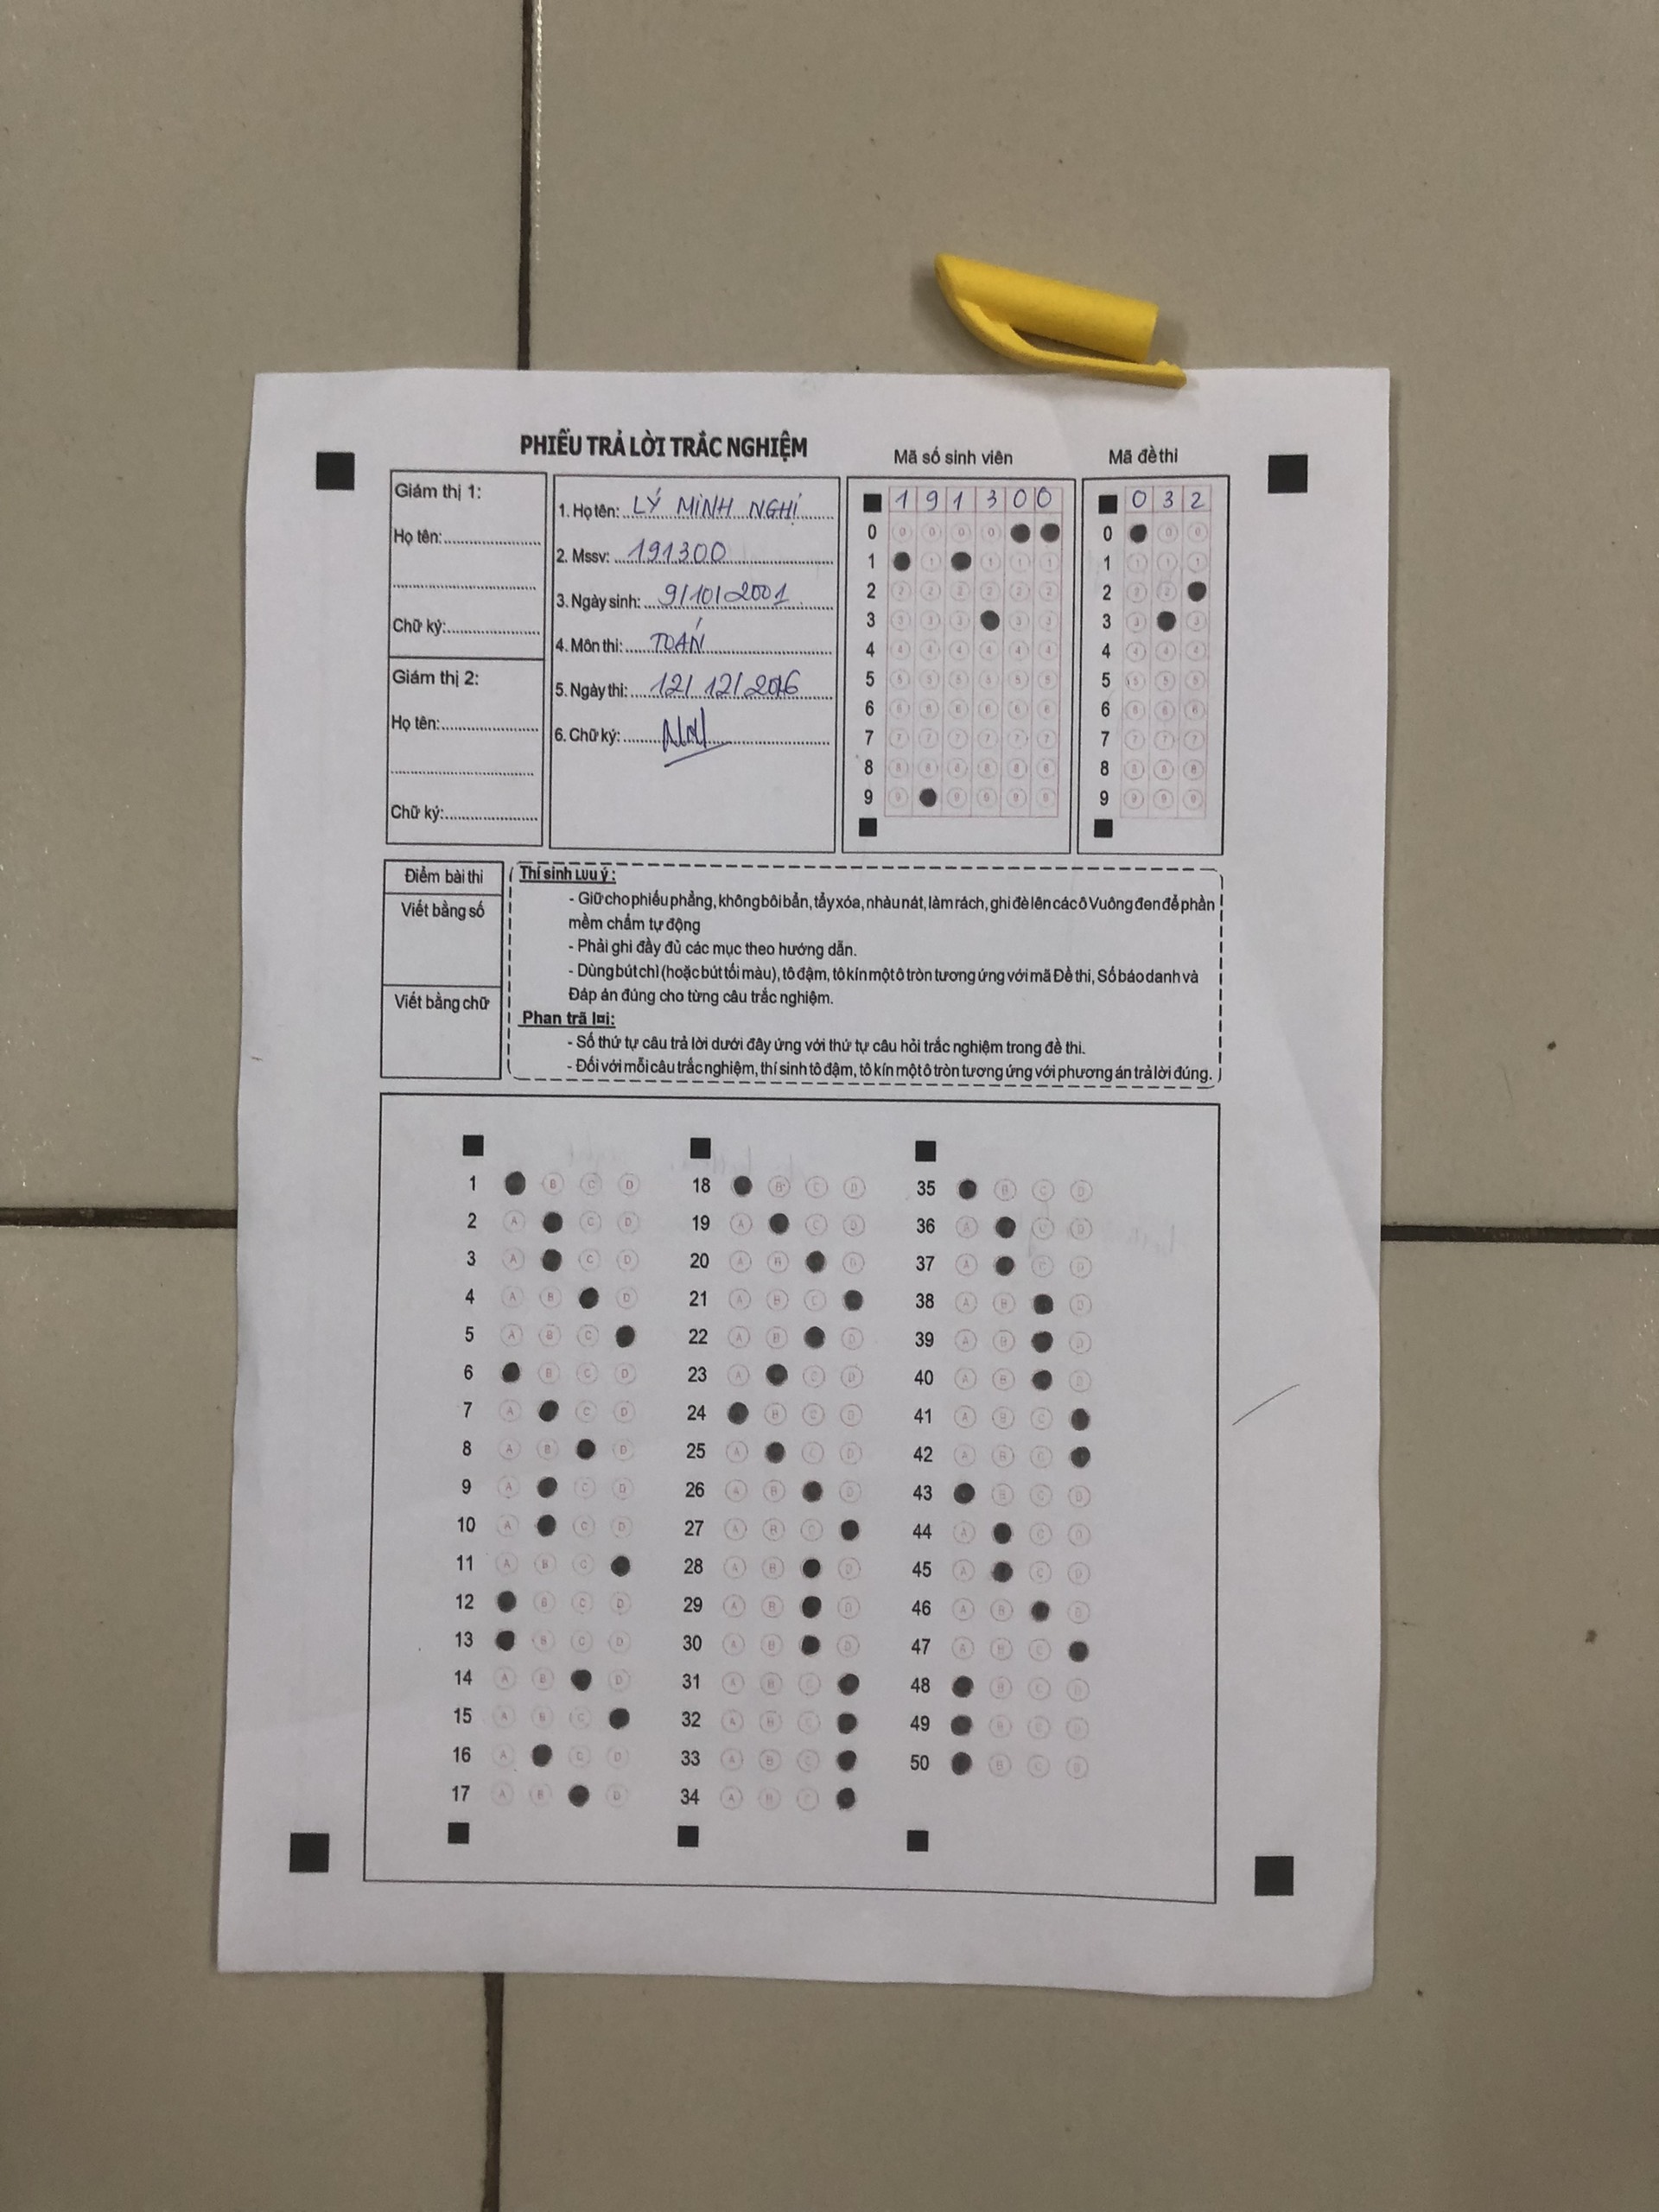 PHIẾU TRẢ LỜI TRẮC NGHIỆM
Giám thị 1:
Họ tên:
Chữ ký:
Giám thị 2:
Họ tên:
Chữ ký:
1. Họ tên: LÝ MINH NGHI
2. Mssv: 191300
3. Ngày sinh: 9/10/2001
4. Môn thi: TOÁN
5. Ngày thi: 12/12/2016
6. Chữ ký:
Mã số sinh viên
1 9 1 3 0 0
0 0 0 0 0
1 1 1 1 1
2 2 2 2 2 2 2
3 3 3 3 3 3
4 4 4 4 4 4 4
5 5 5 5 5 5 5
6 6 6 6 6 6 6
7 7 7 7 7 7 7
8 8 8 8 8 8 8
9 9 9 9 9 9
Mã đề thi
0 3 2
0 0 0
1 1 1 1
2 2 2
3 3 3
4 4 4 4
5 5 5 5
6 6 6 6
7 7 7 7
8 8 8 8
9 9 9 9
Điểm bài thi
Viết bằng số
Viết bằng chữ
Thí sinh Lưu ý:
- Giữ cho phiếu phẳng, không bôi bẩn, tẩy xóa, nhàu nát, làm rách, ghi đè lên các ô Vuông đen để phần
mềm chấm tự động
- Phải ghi đầy đủ các mục theo hướng dẫn.
- Dùng bút chì (hoặc bút tối màu), tô đậm, tô kín một ô tròn tương ứng với mã Đề thi, Số báo danh và
Đáp án đúng cho từng câu trắc nghiệm.
Phan trã lơi:
- Số thứ tự câu trả lời dưới đây ứng với thứ tự câu hỏi trắc nghiệm trong đề thi.
- Đối với mỗi câu trắc nghiệm, thí sinh tô đậm, tô kín một ô tròn tương ứng với phương án trả lời đúng.
1 B C D
2 A C D
3 A C D
4 A B D
5 A B C
6 B C D
7 A C D
8 A B D
9 A C D
10 A C D
11 A B C
12 B C D
13 B C D
14 A B D
15 A B C
16 A C D
17 A B D
18 B C D
19 A C D
20 A B D
21 A B C
22 A B D
23 A C D
24 B C D
25 A C D
26 A B D
27 A B C
28 A B D
29 A B D
30 A B D
31 A B C
32 A B C
33 A B C
34 A B C
35 B C D
36 A C D
37 A C D
38 A B D
39 A B D
40 A B D
41 A B C
42 A B C
43 B C D
44 A C D
45 A C D
46 A B D
47 A B C
48 B C D
49 B C D
50 B C D